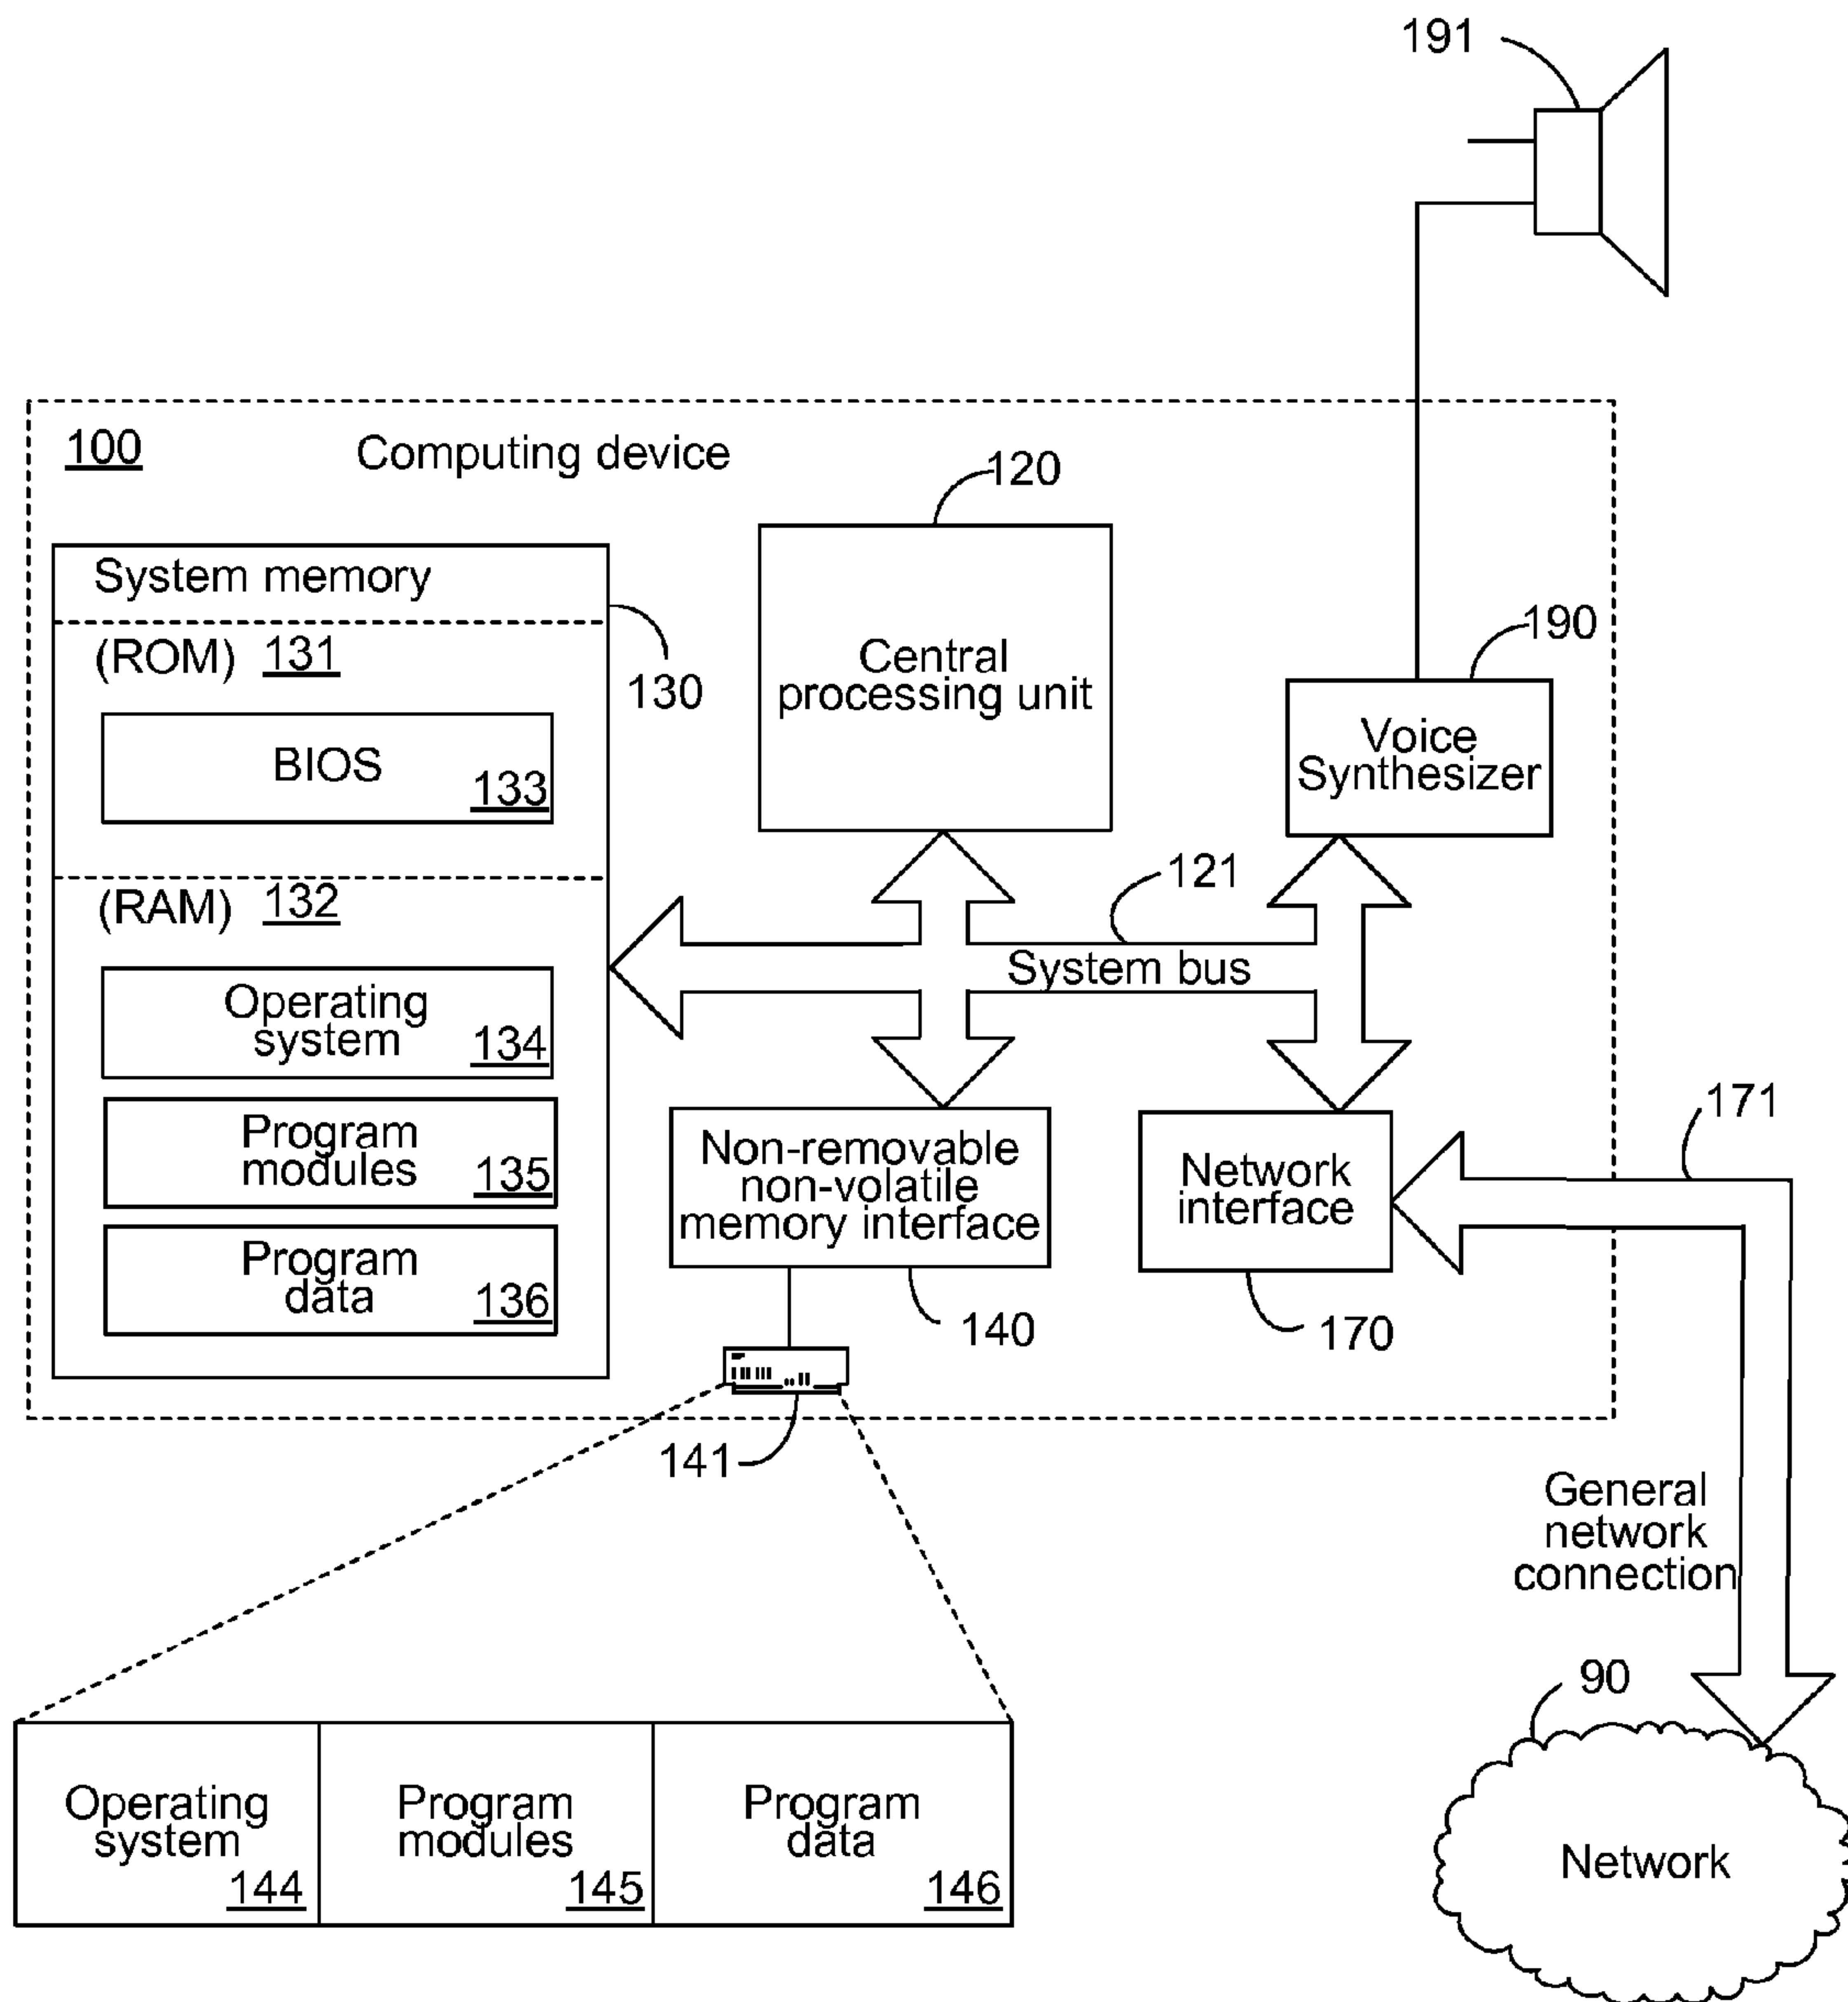 191
100 Computing device
120
System memory
(ROM) 131
130
BIOS
133
Central
processing unit
190
Voice
Synthesizer
(RAM) 132
121
System bus
Operating
system
134
Program
modules
135
Program
data
136
Non-removable
non-volatile
memory interface
140
Network
interface
170
171
141
General
network
connection
90
Operating
system
144
Program
modules
145
Program
data
146
Network